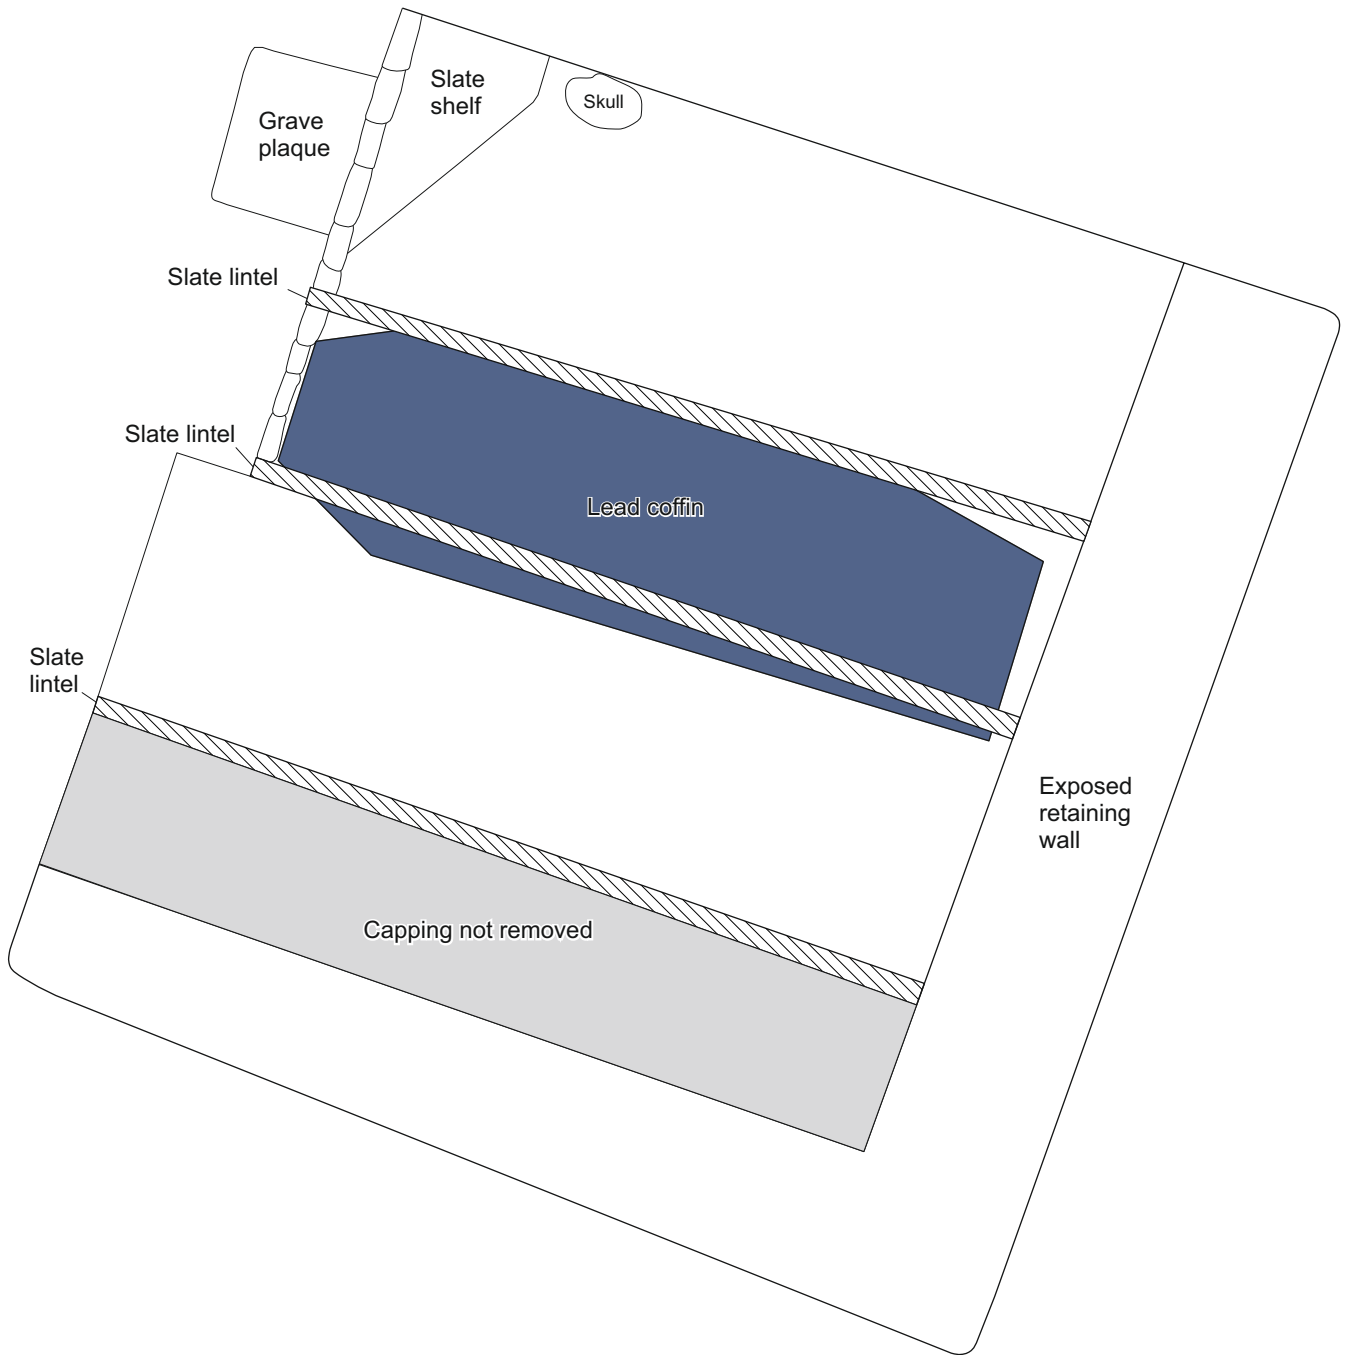 Slate
shelf
Skull
Grave
plaque
Slate lintel
Slate lintel
Lead coffin
Slate
lintel
Exposed
retaining
wall
Capping not removed